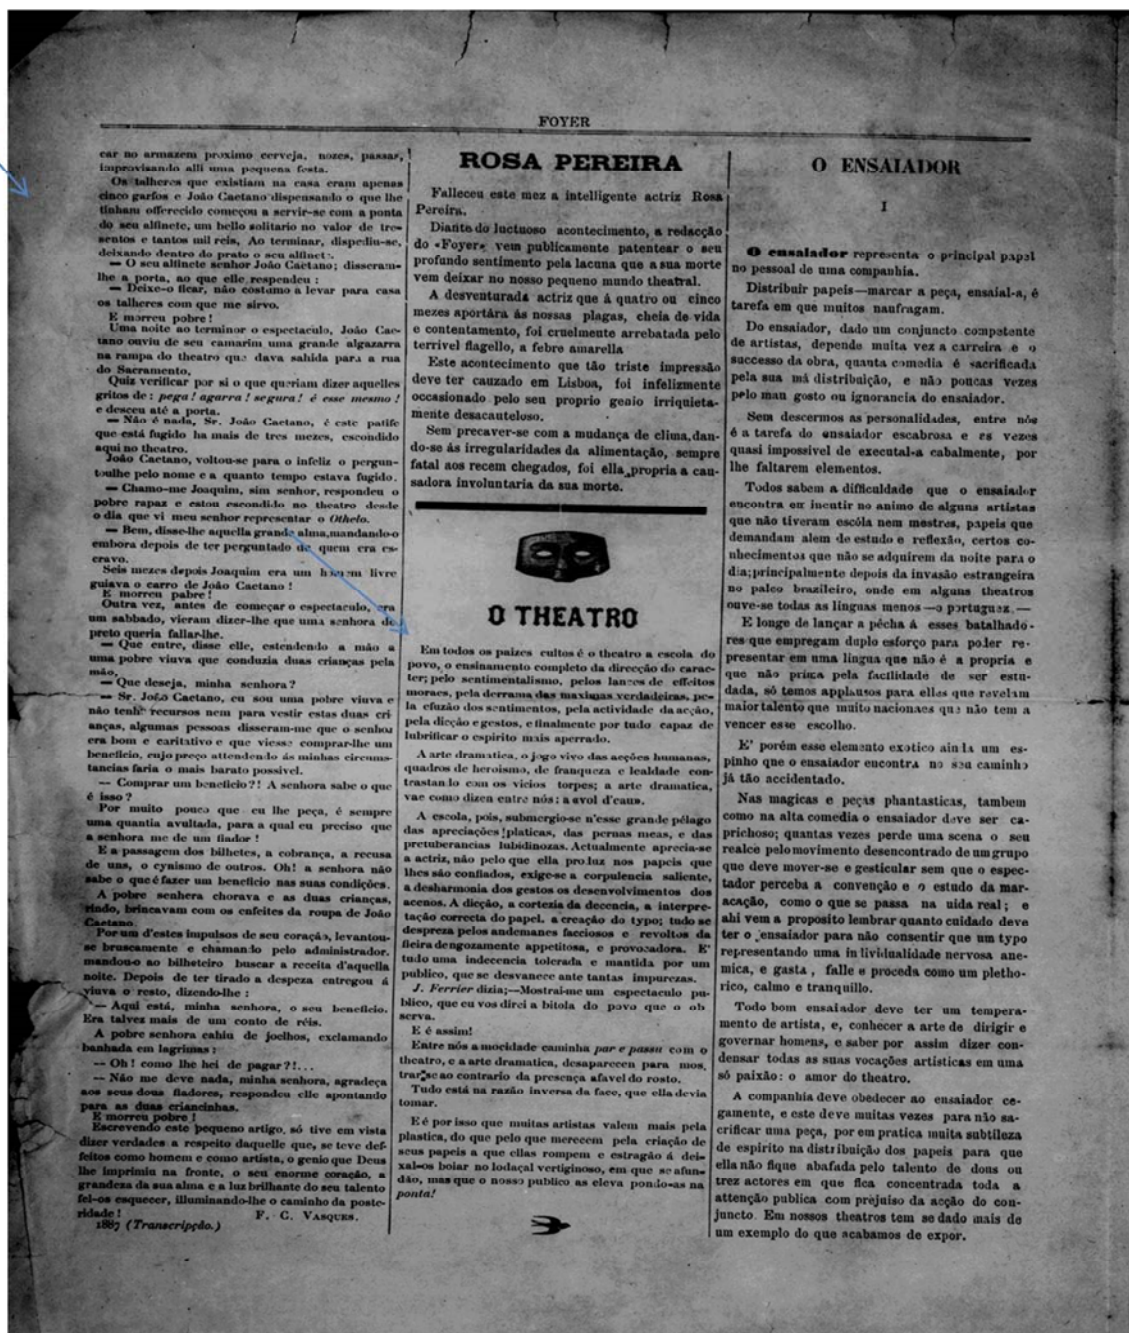 FOYER
car no armazem proximo cerveja, nozes, passas,
improvisando alli uma pequena festa.
Os talheres que existiam na casa eram apenas
cinco garfos e João Caetano dispensando o que lhe
tinham offerecido começou a servir-se com a ponta
do seu alfinete, um bello solitario no valor de tre-
sentos e tantos mil reis, Ao terminar, dispediu-se,
deixando dentro do prato o seu alfinete.
— O seu alfinete senhor João Caetano; disseram-
lhe a porta, ao que elle respendeu :
— Deixe-o ficar, não costumo a levar para casa
os talheres com que me sirvo.
E morreu pobre !
Uma noite ao terminor o espectaculo, João Cae-
tano ouviu de seu camarim uma grande algazarra
na rampa do theatro que dava sahida para a rua
do Sacramento,
Quiz verificar por si o que queriam dizer aquelles
gritos de : pega ! agarra ! segura ! é esse mesmo !
e desceu até a porta.
— Não é nada, Sr. João Caetano, é este patife
que está fugido ha mais de tres mezes, escondido
aqui no theatro.
João Caetano, voltou-se para o infeliz o pergun-
toulhe pelo nome e a quanto tempo estava fugido.
— Chamo-me Joaquim, sim senhor, respondeu o
pobre rapaz e estou escondido no theatro desde
o dia que vi meu senhor representar o Othelo.
— Bem, disse-lhe aquella grande alma,mandando-o
embora depois de ter perguntado de quem era es-
cravo.
Seis mezes depois Joaquim era um homem livre
guiava o carro de João Caetano !
E morreu pabre !
Outra vez, antes de começar o espectaculo, era
um sabbado, vieram dizer-lhe que uma senhora de
preto queria fallar-lhe.
— Que entre, disse elle, estendendo a mão a
uma pobre viuva que conduzia duas crianças pela
mão,
— Que deseja, minha senhora ?
— Sr. João Caetano, eu sou uma pobre viuva e
não tenho recursos nem para vestir estas duas cri
anças, algumas pessoas disseram-me que o senhor
era bom e caritativo e que viesse comprar-lhe um
beneficio, cujo preço attendendo ás minhas circums-
tancias faria o mais barato possivel.
— Comprar um beneficio?! A senhora sabe o que
é isso ?
Por muito pouco que eu lhe peça, é sempre
uma quantia avultada, para a qual eu preciso que
a senhora me de um fiador !
E a passagem dos bilhetes, a cobrança, a recusa
de uns, o cynismo de outros. Oh! a senhora não
sabe o que é fazer um beneficio nas suas condições.
A pobre senhera chorava e as duas crianças,
rindo, brincavam com os enfeites da roupa de João
Caetano.
Por um d'estes impulsos de seu coração, levantou-
se bruscamente e chamando pelo administrador.
mandou-o ao bilheteiro buscar a receita d'aquella
noite. Depois de ter tirado a despeza entregou á
viuva o resto, dizendo-lhe :
— Aqui está, minha senhora, o seu beneficio.
Era talvez mais de um conto de réis.
A pobre senhora cahiu de joelhos, exclamando
banhada em lagrimas :
— Oh ! como lhe hei de pagar ?!...
— Não me deve nada, minha senhora, agradeça
aos seus dous fiadores, respondeu elle apontando
para as duas criancinhas.
E morreu pobre !
Escrevendo este pequeno artigo, só tive em vista
dizer verdades a respeito daquelle que, se teve def-
feitos como homem e como artista, o genio que Deus
lhe imprimiu na fronte, o seu enorme coração, a
grandeza da sua alma e a luz brilhante do seu talento
fel-os esquecer, illuminando-lhe o caminho da poste-
ridade !
F. C. VASQUES.
1887 (Transcripção.)
ROSA PEREIRA
Falleceu este mez a intelligente actriz Rosa
Pereira.
Diante do luctuoso acontecimento, a redacção
do «Foyer» vem publicamente patentear o seu
profundo sentimento pela lacuna que a sua morte
vem deixar no nosso pequeno mundo theatral.
A desventurada actriz que á quatro ou cinco
mezes aportára ás nossas plagas, cheia de vida
e contentamento, foi cruelmente arrebatada pelo
terrivel flagello, a febre amarella
Este acontecimento que tão triste impressão
deve ter cauzado em Lisboa, foi infelizmente
occasionado pelo seu proprio genio irriquieta-
mente desacauteloso.
Sem precaver-se com a mudança de clima,dan-
do-se ás irregularidades da alimentação, sempre
fatal aos recem chegados, foi ella propria a cau-
sadora involuntaria da sua morte.
O THEATRO
Em todos os paizes cultos é o theatro a escola do
povo, o ensinamento completo da direcção do carac-
ter; pelo sentimentalismo, pelos lances de effeitos
moraes, pela derrama das maximas verdadeiras, pe-
la efuzão dos sentimentos, pela actividade da acção,
pela dicção e gestos, e finalmente por tudo capaz de
lubrificar o espirito mais aperrado.
A arte dramatica, o jogo vivo das acções humanas,
quadros de heroismo, de franqueza e lealdade con-
trastando com os vicios torpes; a arte dramatica,
vae como dizen entre nós : a avol d'eaus.
A escola, pois, submergio-se n'esse grande pélago
das apreciações platicas, das pernas meas, e das
pretuberancias lubidinozas. Actualmente aprecia-se
a actriz, não pelo que ella produz nos papeis que
lhes são confiados, exige-se a corpulencia saliente,
a desharmonia dos gestos os desenvolvimentos dos
acenos. A dicção, a cortezia da decencia, a interpre-
tação correcta do papel. a creação do typo; tudo se
despreza pelos andemanes facciosos e revoltos da
fieira dengozamente appetitosa, e provocadora. E'
tudo uma indecencia tolerada e mantida por um
publico, que se desvanece ante tantas impurezas.
J. Ferrier dizia;—Mostrai-me um espectaculo pu-
blico, que eu vos direi a bitola do povo que o ob
serva.
E é assim!
Entre nós a mocidade caminha par e passu com o
theatro, e a arte dramatica, desaparecen para mos,
trar-se ao contrario da presença afavel do rosto.
Tudo está na razão inversa da face, que ella devia
tomar.
E é por isso que muitas artistas valem mais pela
plastica, do que pelo que merecem pela criação de
seus papeis a que ellas rompem e estragão á dei-
xal-os boiar no lodaçal vertiginoso, em que se afun-
dão, mas que o nosso publico as eleva pondo-as na
ponta!
O ENSAIADOR
I
O ensaiador representa o principal papel
no pessoal de uma companhia.
Distribuir papeis—marcar a peça, ensaial-a, é
tarefa em que muitos naufragam.
Do ensaiador, dado um conjuncto competente
de artistas, depende muita vez a carreira e o
successo da obra, quanta comedia é sacrificada
pela sua má distribuição, e não poucas vezes
pelo mau gosto ou ignorancia do ensaiador.
Sem descermos as personalidades, entre nós
é a tarefa do ensaiador escabrosa e as vezes
quasi impossivel de executal-a cabalmente, por
lhe faltarem elementos.
Todos sabem a difficuldade que o ensaiador
encontra em incutir no animo de alguns artistas
que não tiveram escóla nem mestres, papeis que
demandam alem de estudo e reflexão, certos co-
nhecimentos que não se adquirem da noite para o
dia; principalmente depois da invasão estrangeira
no palco brazileiro, onde em alguns theatros
ouve-se todas as linguas menos — o portuguez —
E longe de lançar a pécha á esses batalhado-
res que empregam duplo esforço para poder re-
presentar em uma lingua que não é a propria e
que não prima pela facilidade de ser estu-
dada, só temos applausos para elles que revelam
maior talento que muito nacionaes que não tem a
vencer esse escolho.
E' porém esse elemento exotico ainda um es-
pinho que o ensaiador encontra no seu caminho
já tão accidentado.
Nas magicas e peças phantasticas, tambem
como na alta comedia o ensaiador deve ser ca-
prichoso; quantas vezes perde uma scena o seu
realce pelo movimento desencontrado de um grupo
que deve mover-se e gesticular sem que o espec-
tador perceba a convenção e o estudo da mar-
acação, como o que se passa na uida real; e
ahi vem a proposito lembrar quanto cuidado deve
ter o ensaiador para não consentir que um typo
representando uma individualidade nervosa ane-
mica, e gasta , falle e proceda como um pletho-
rico, calmo e tranquillo.
Todo bom ensaiador deve ter um tempera-
mento de artista, e, conhecer a arte de dirigir e
governar homens, e saber por assim dizer con-
densar todas as suas vocações artísticas em uma
só paixão: o amor do theatro.
A companhia deve obedecer ao ensaiador ce-
gamente, e este deve muitas vezes para não sa-
crificar uma peça, por em pratica muita subtileza
de espirito na distribuição dos papeis para que
ella não fique abafada pelo talento de dous ou
trez actores em que fica concentrada toda a
attenção publica com prejuiso da acção do con-
juncto. Em nossos theatros tem se dado mais de
um exemplo do que acabamos de expor.